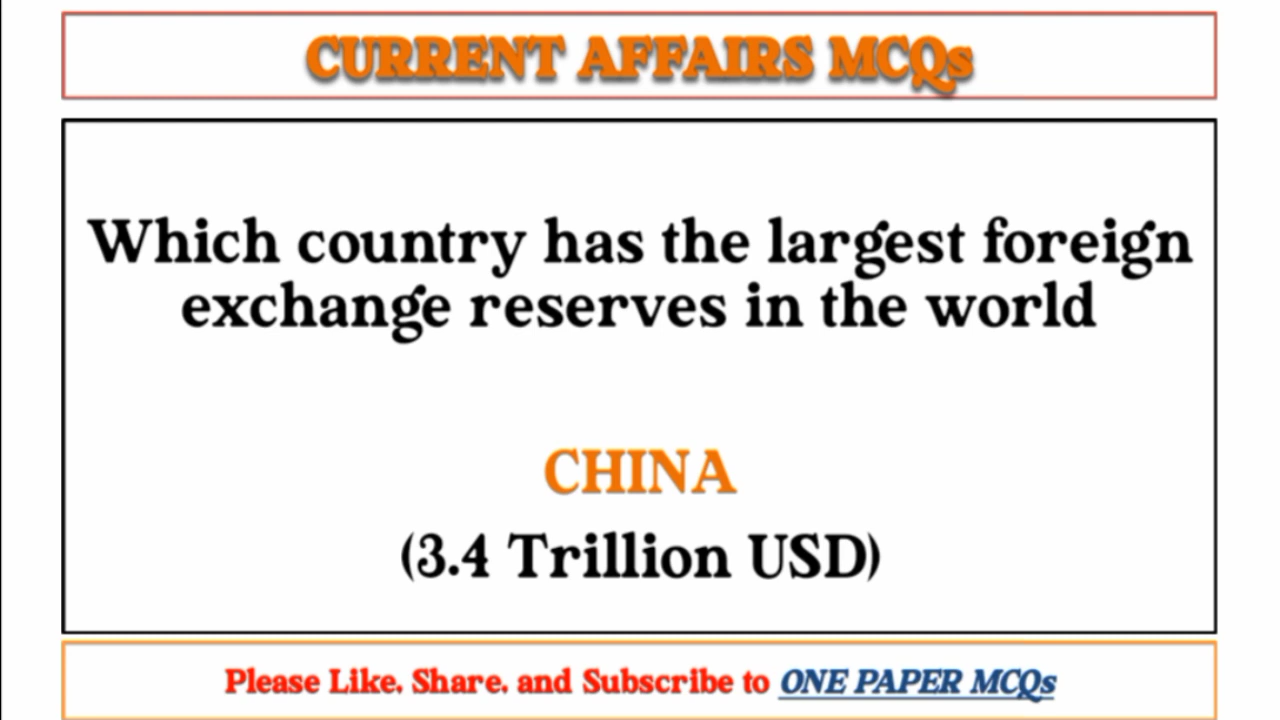 CURRENT AFFAIRS MCQs
Which country has the largest foreign
exchange reserves in the world
CHINA
(3.4 Trillion USD)
Please Like. Share. and Subscribe to ONE PAPER MCQs